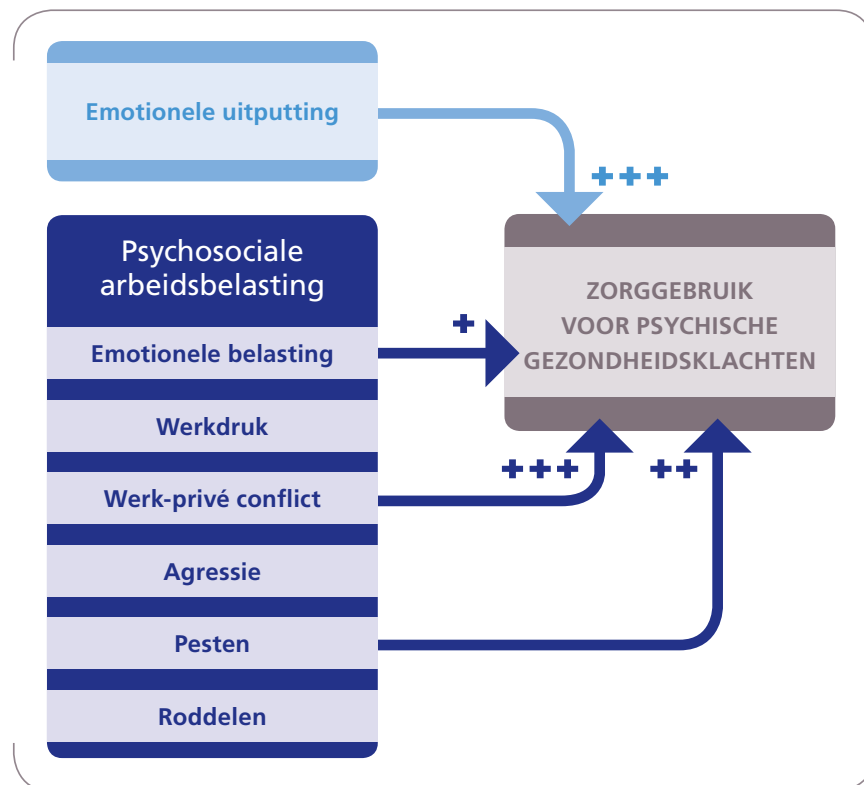 Emotionele uitputting
+++
Psychosociale
arbeidsbelasting
ZORGGEBRUIK
VOOR PSYCHISCHE
GEZONDHEIDSKLACHTEN
+
Emotionele belasting
Werkdruk
+++
++
Werk-privé conflict
Agressie
Pesten
Roddelen